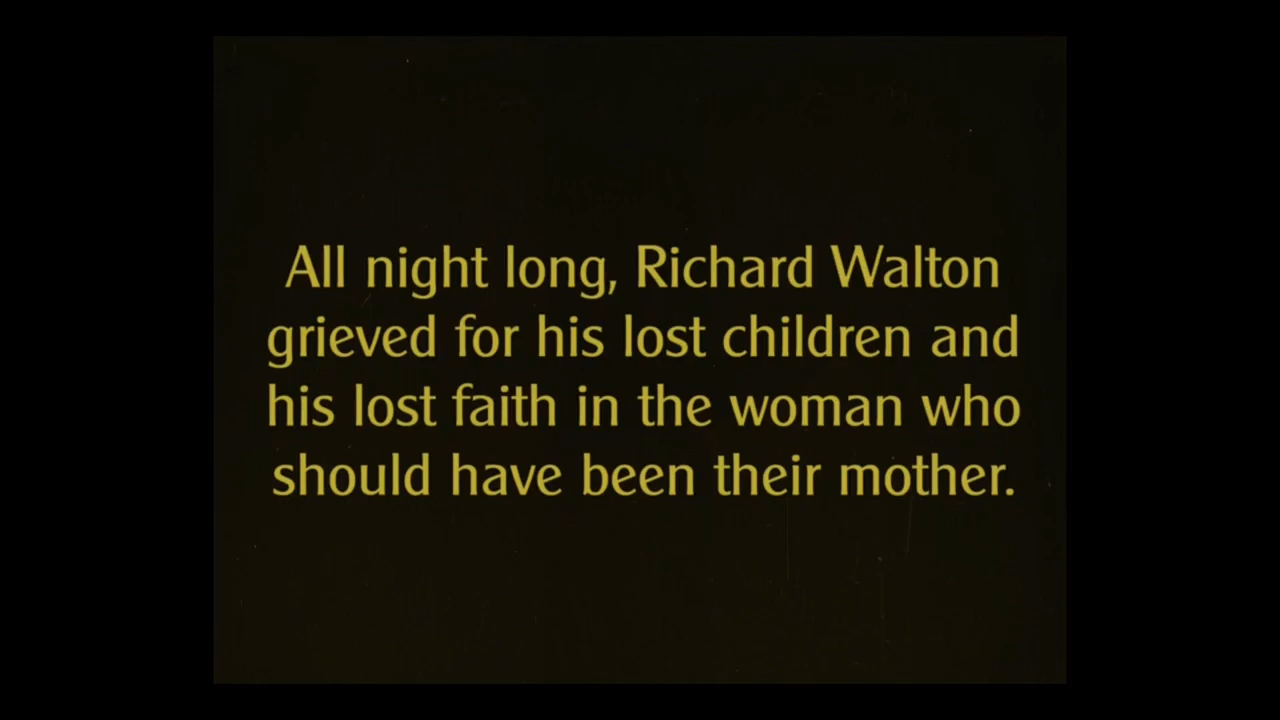 All night long, Richard Walton
grieved for his lost children and
his lost faith in the woman who
should have been their mother.